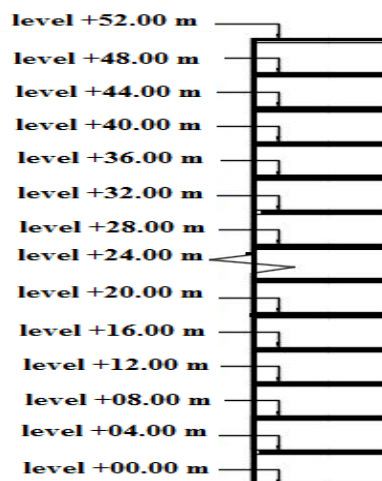 level +52.00 m
level +48.00 m
level +44.00 m
level +40.00 m
level +36.00 m
level +32.00 m
level +28.00 m
level +24.00 m
level +20.00 m
level +16.00 m
level +12.00 m
level +08.00 m
level +04.00 m
level +00.00 m